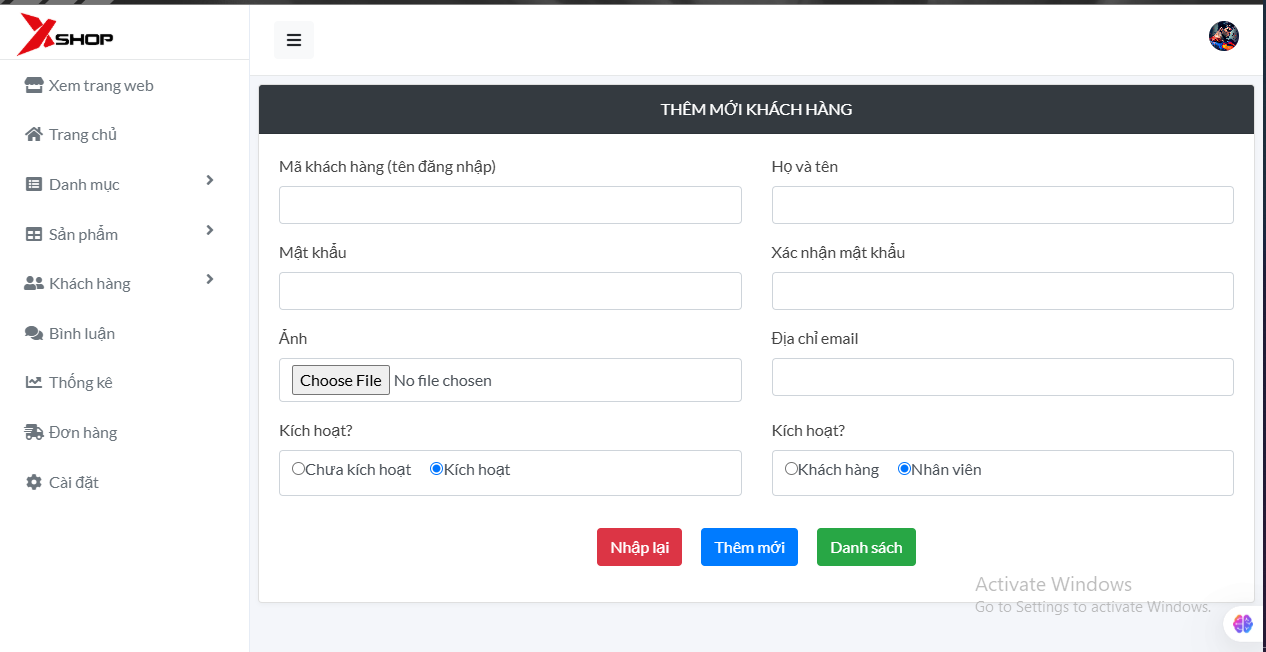 XSHOP
Xem trang web
Trang chủ
Danh mục
Sản phẩm
Khách hàng
Bình luận
Thống kê
Đơn hàng
Cài đặt
THÊM MỚI KHÁCH HÀNG
Mã khách hàng (tên đăng nhập)
Họ và tên
Mật khẩu
Xác nhận mật khẩu
Ảnh
Địa chỉ email
Choose File No file chosen
Kích hoạt?
Kích hoạt?
Chưa kích hoạt Kích hoạt
Khách hàng Nhân viên
Nhập lại
Thêm mới
Danh sách
Activate Windows
Go to Settings to activate Windows.